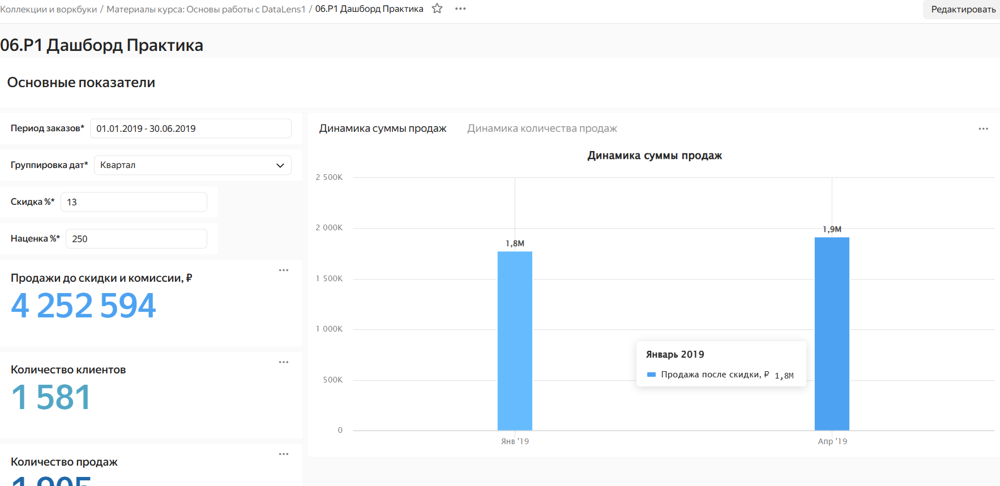 Коллекции и воркбуки / Материалы курса: Основы работы с DataLens1 / 06.P1 Дашборд Практика
Редактировать
06.P1 Дашборд Практика
Основные показатели
Период заказов* 01.01.2019 - 30.06.2019
Группировка дат* Квартал
Скидка %* 13
Наценка %* 250
Продажи до скидки и комиссии, ₽
4 252 594
Количество клиентов
1 581
Количество продаж
1 905
Динамика суммы продаж Динамика количества продаж
Динамика суммы продаж
2 500K
2 000K
1 500K
1 000K
500K
0
1,8M
1,9M
Январь 2019
Продажа после скидки, ₽ 1,8M
Янв '19
Апр '19